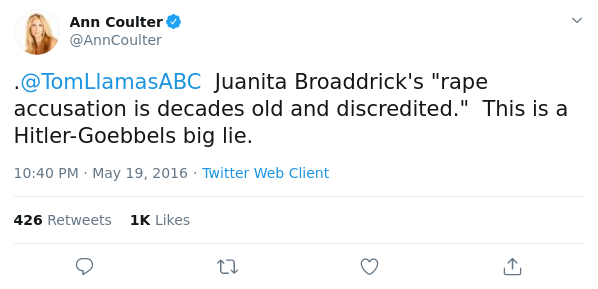 Ann Coulter
@AnnCoulter
.@TomLlamasABC  Juanita Broaddrick's "rape
accusation is decades old and discredited."  This is a
Hitler-Goebbels big lie.
10:40 PM · May 19, 2016 · Twitter Web Client
426 Retweets 1K Likes